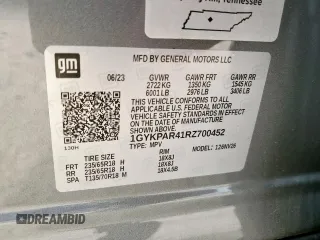 Tennessee
gm
MFD BY GENERAL MOTORS LLC
06/23 GVWR GAWR FRT GAWR RR
2722 KG 1350 KG 1545 KG
6001 LB 2976 LB 3406 LB
THIS VEHICLE CONFORMS TO ALL APPLICABLE
U.S. FEDERAL MOTOR VEHICLE SAFETY
STANDARDS IN EFFECT ON THE DATE OF
MANUFACTURE SHOWN ABOVE.
1GYKPAR41RZ700452
TYPE: MPV MODEL:
TIRE SIZE RIM
FRT 235/65R18 H 18X8J
RR 235/65R18 H 18X8J
SPA T135/70R18 M 18X4.5B
DREAMBID